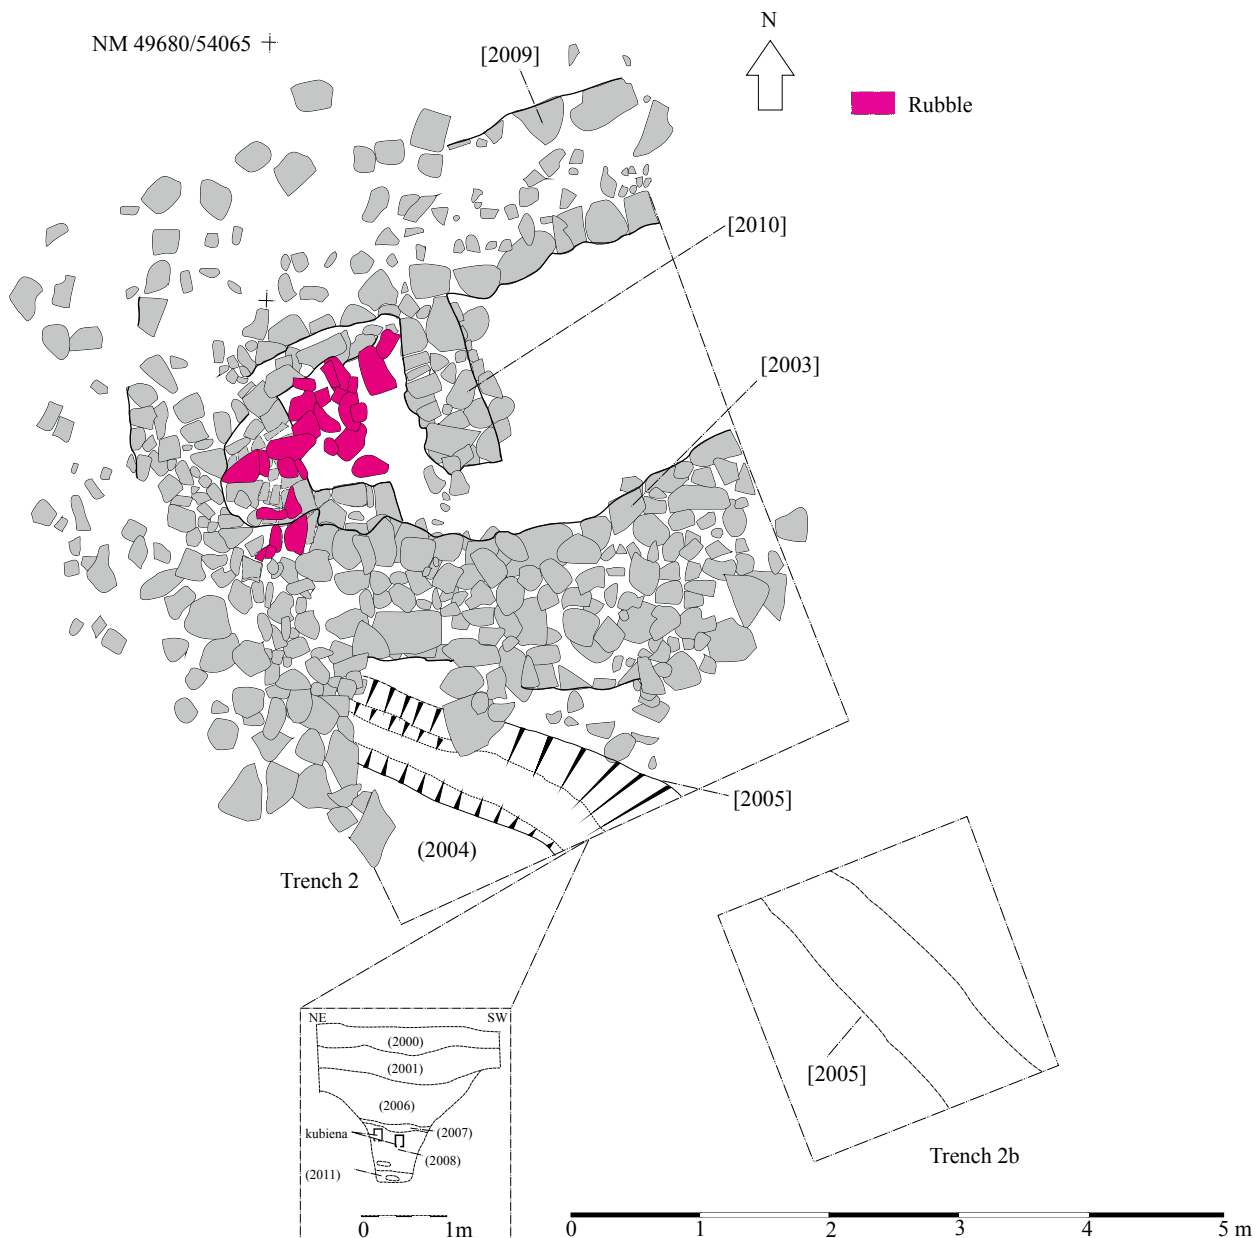 N
NM 49680/54065
[2009]
Rubble
[2010]
[2003]
[2005]
(2004)
Trench 2
NE SW
(2000)
(2001)
(2006)
kubiena
(2007)
(2008)
(2011)
0 1m
[2005]
Trench 2b
0 1 2 3 4 5 m